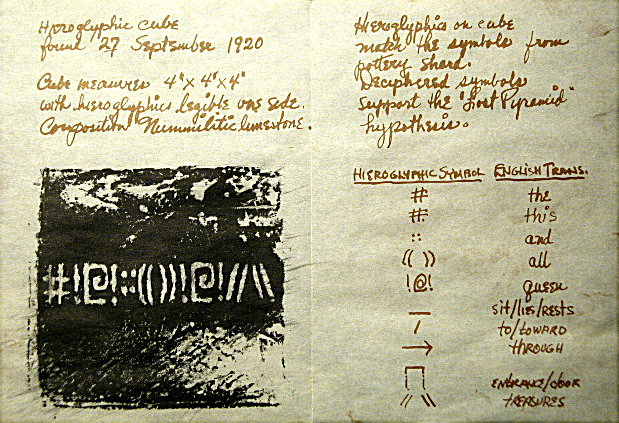 Hieroglyphic cube
found 27 September 1920
Cube measures 4"x 4"x 4"
with hieroglyphics legible one side.
Composition Nummilitic limestone.
#!@!::(( ))!@!// \\
Hieroglyphics on cube
match the symbols from
pottery shard.
Deciphered symbols
support the "Lost Pyramid"
hypothesis.
HIEROGLYPHIC SYMBOL ENGLISH TRANS.
# the
#: this
:: and
(( )) all
!@! queen
— sit/lies/rests
/ to/toward
→ through
⊓ ENTRANCE/door
// \\ TREASURES